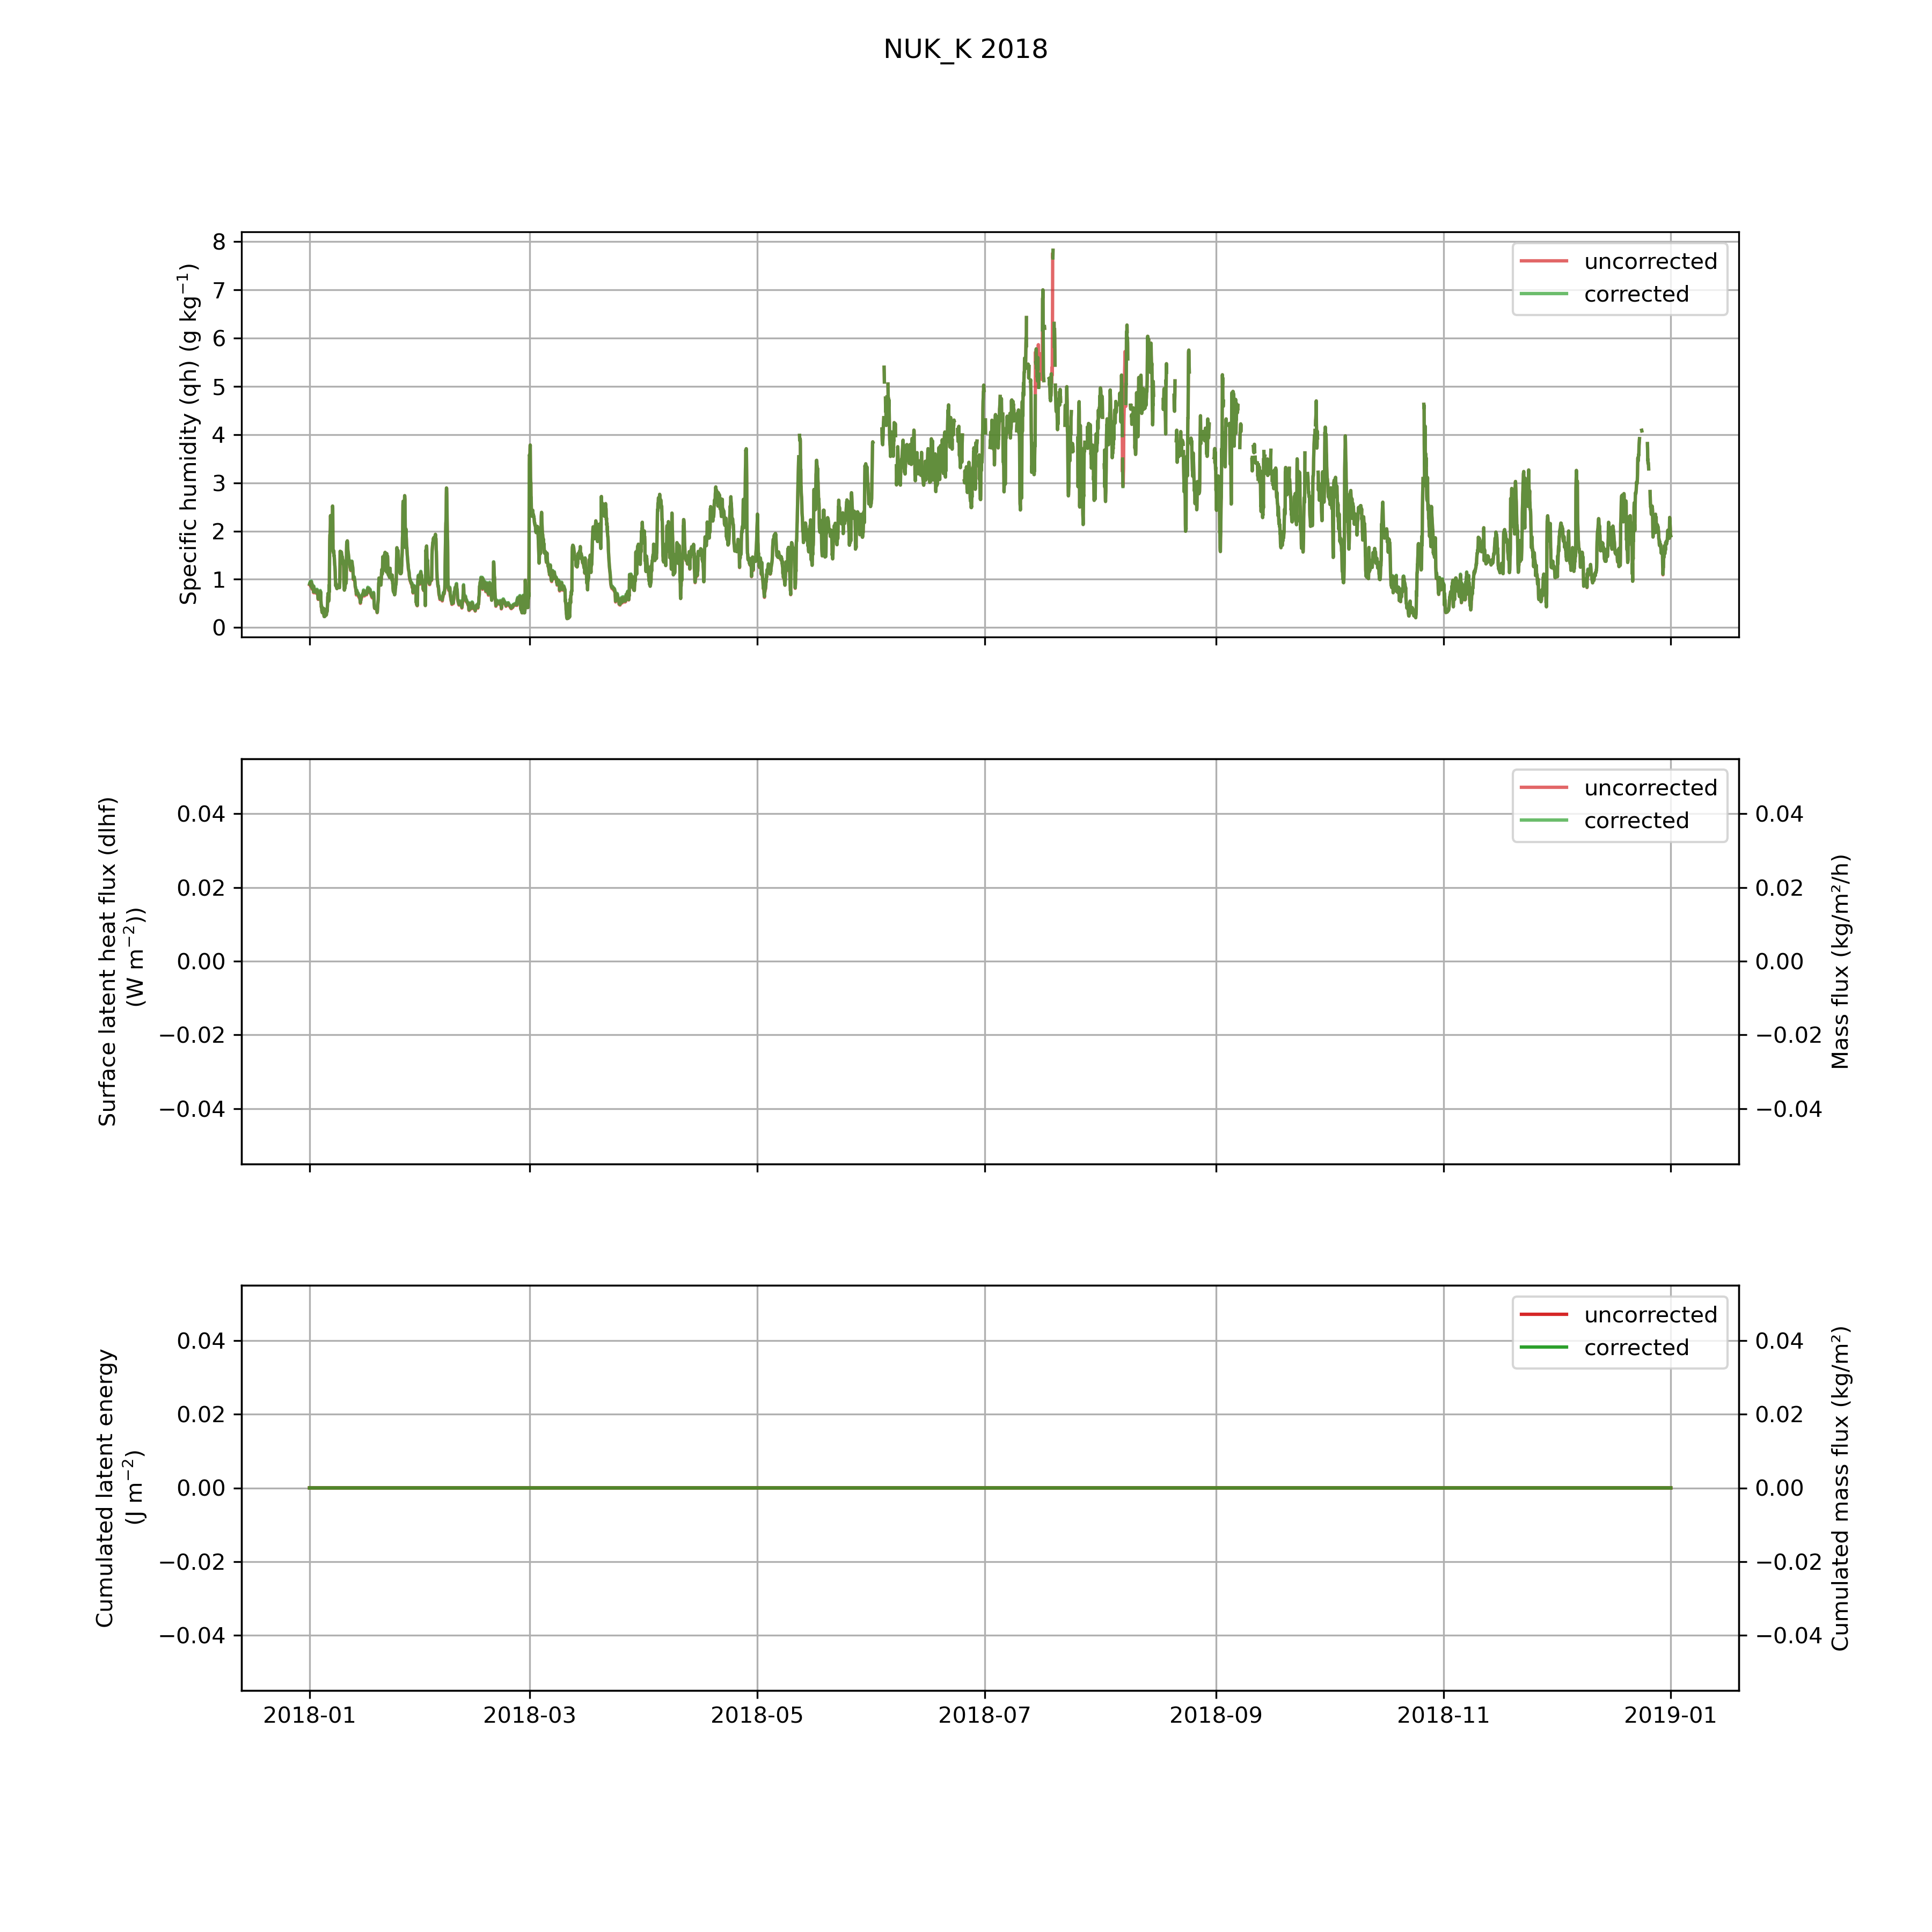 NUK_K 2018
Specific humidity (qh) (g kg⁻¹)
8
7
6
5
4
3
2
1
0
uncorrected
corrected
Surface latent heat flux (dlhf)
(W m⁻²))
0.04
0.02
0.00
−0.02
−0.04
uncorrected
corrected
0.04
0.02
0.00
−0.02
−0.04
Mass flux (kg/m²/h)
Cumulated latent energy
(J m⁻²)
0.04
0.02
0.00
−0.02
−0.04
uncorrected
corrected
0.04
0.02
0.00
−0.02
−0.04
Cumulated mass flux (kg/m²)
2018-01 2018-03 2018-05 2018-07 2018-09 2018-11 2019-01